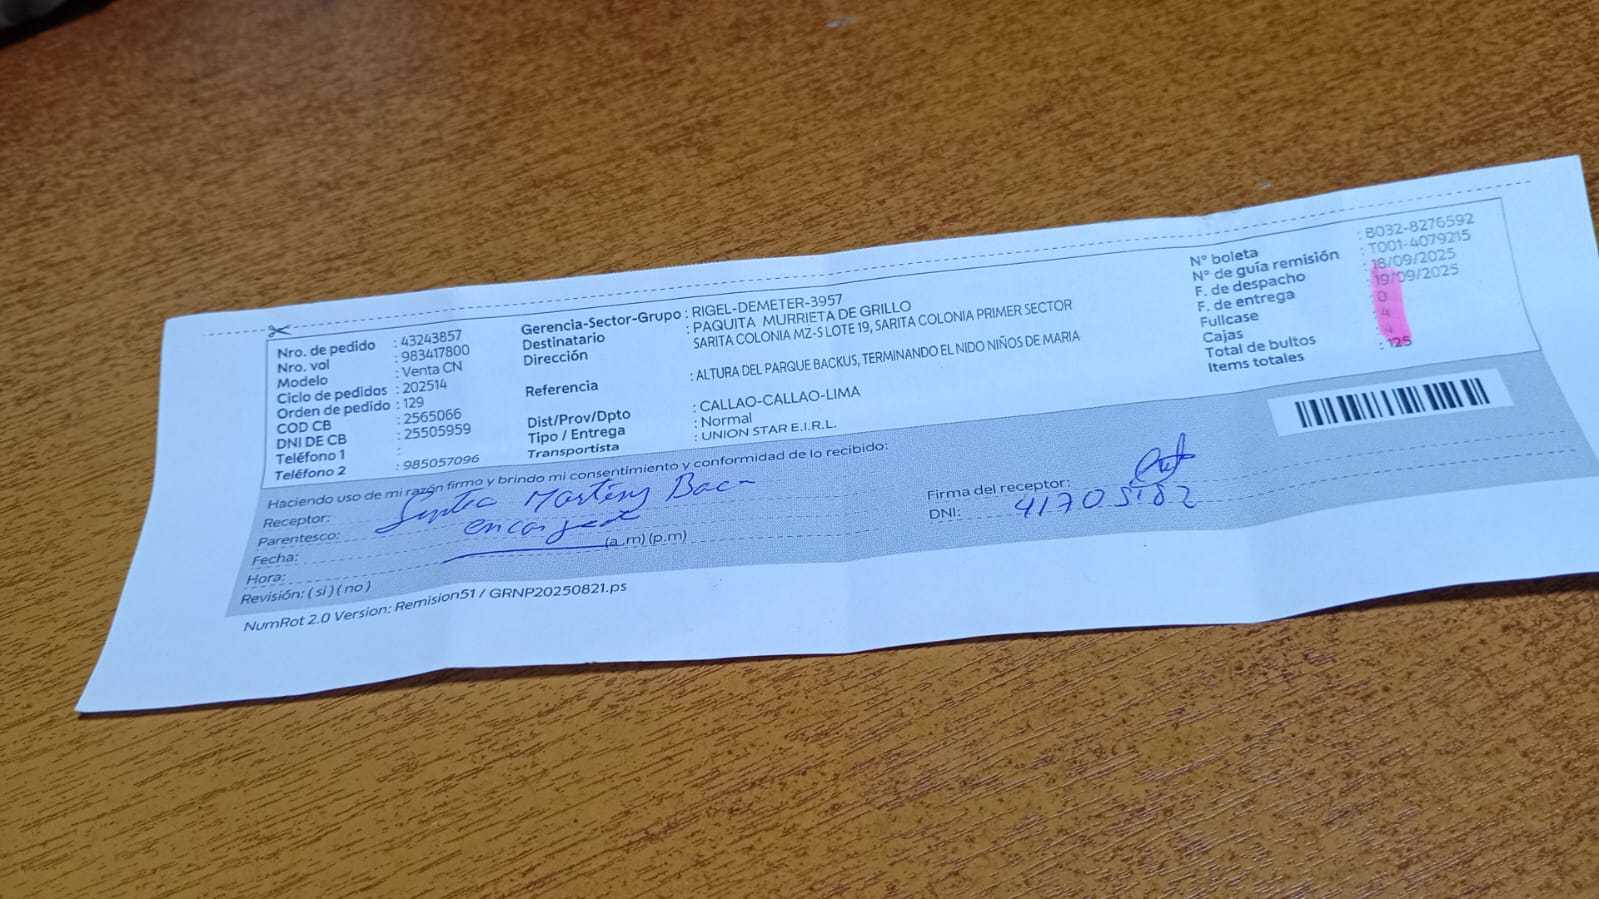 Nro. de pedido : 43243857
Nro. val : 983417800
Modelo : Venta CN
Ciclo de pedidos : 202514
Orden de pedido : 129
COD CB : 2565066
DNI DE CB : 25505959
Teléfono 1 :
Teléfono 2 : 985057096
Gerencia-Sector-Grupo : RIGEL-DEMETER-3957
Destinatario : PAQUITA MURRIETA DE GRILLO
Dirección SARITA COLONIA MZ-S LOTE 19, SARITA COLONIA PRIMER SECTOR
Referencia : ALTURA DEL PARQUE BACKUS, TERMINANDO EL NIDO NIÑOS DE MARIA
Dist/Prov/Dpto : CALLAO-CALLAO-LIMA
Tipo / Entrega : Normal
Transportista : UNION STAR E.I.R.L.
N° boleta : B032-8276592
N° de guía remisión : T001-4079215
F. de despacho : 18/09/2025
F. de entrega : 19/09/2025
Fullcase : 0
Cajas : 4
Total de bultos : 4
Items totales : 125
Haciendo uso de mi razón firmo y brindo mi consentimiento y conformidad de lo recibido:
Receptor:
Parentesco:
Fecha:
Hora: (a.m) (p.m)
Revisión: ( si ) ( no )
Firma del receptor:
DNI: 41705182
NumRot 2.0 Version: Remision51 / GRNP20250821.ps